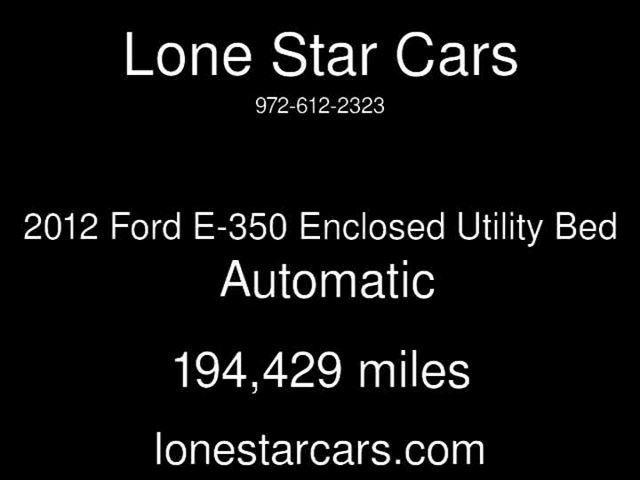 Lone Star Cars
972-612-2323
2012 Ford E-350 Enclosed Utility Bed
Automatic
194,429 miles
lonestarcars.com